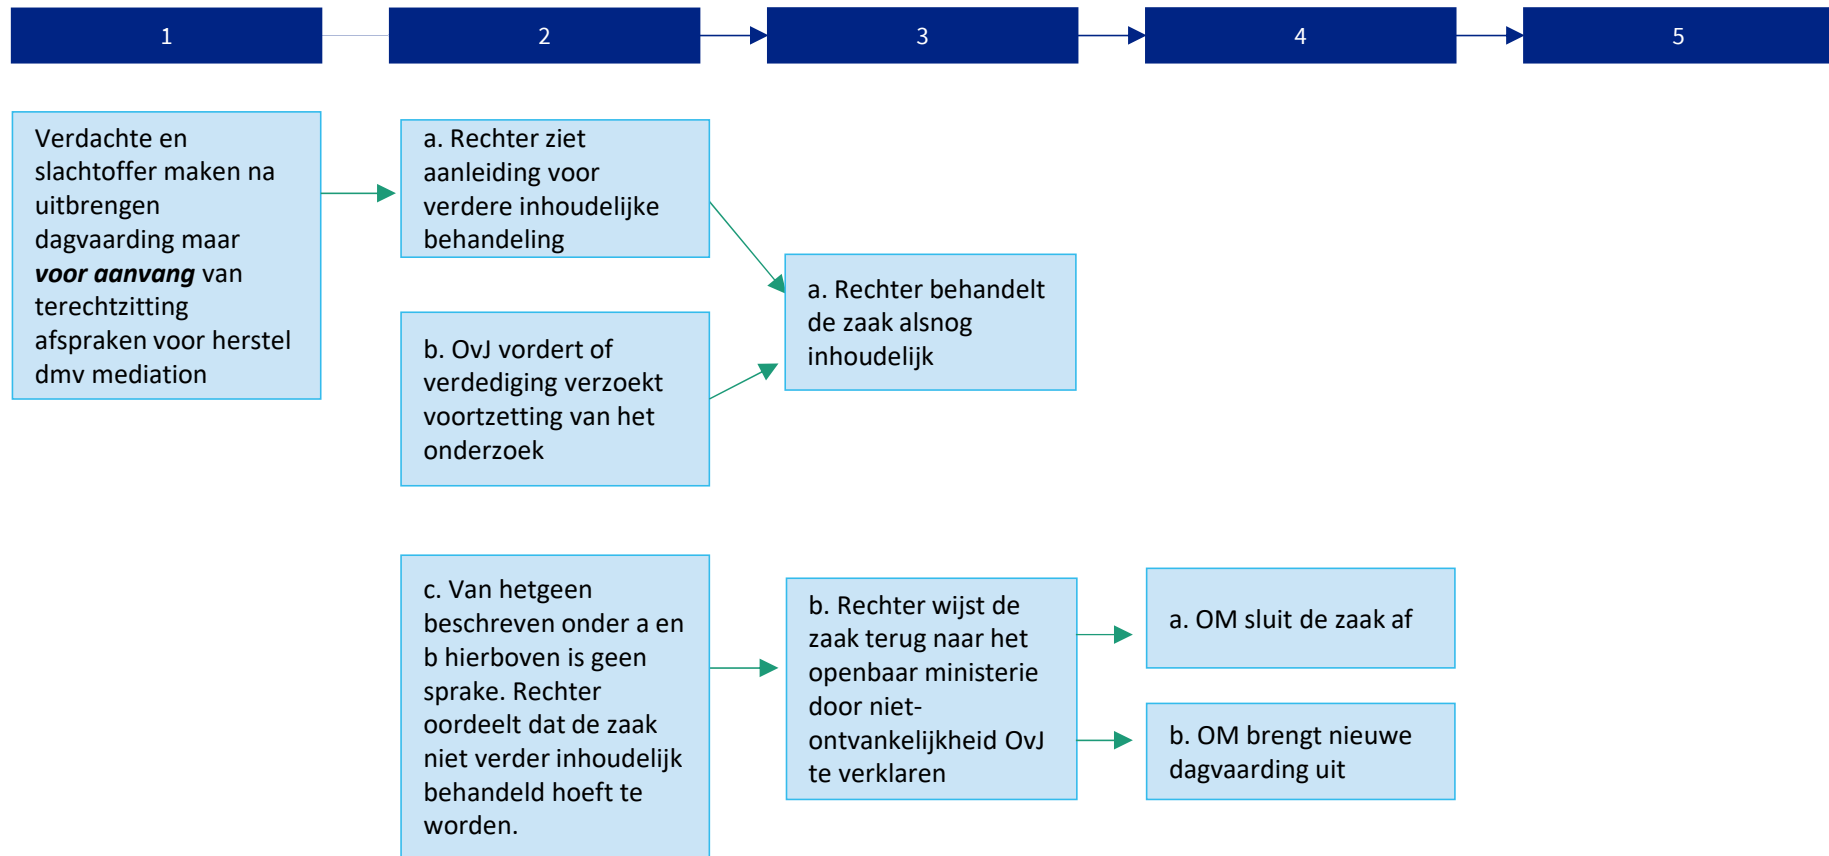 1
2
3
4
5
Verdachte en
slachtoffer maken na
uitbrengen
dagvaarding maar
voor aanvang van
terechtzitting
afspraken voor herstel
dmv mediation
a. Rechter ziet
aanleiding voor
verdere inhoudelijke
behandeling
b. OvJ vordert of
verdediging verzoekt
voortzetting van het
onderzoek
c. Van hetgeen
beschreven onder a en
b hierboven is geen
sprake. Rechter
oordeelt dat de zaak
niet verder inhoudelijk
behandeld hoeft te
worden.
a. Rechter behandelt
de zaak alsnog
inhoudelijk
b. Rechter wijst de
zaak terug naar het
openbaar ministerie
door niet-
ontvankelijkheid OvJ
te verklaren
a. OM sluit de zaak af
b. OM brengt nieuwe
dagvaarding uit